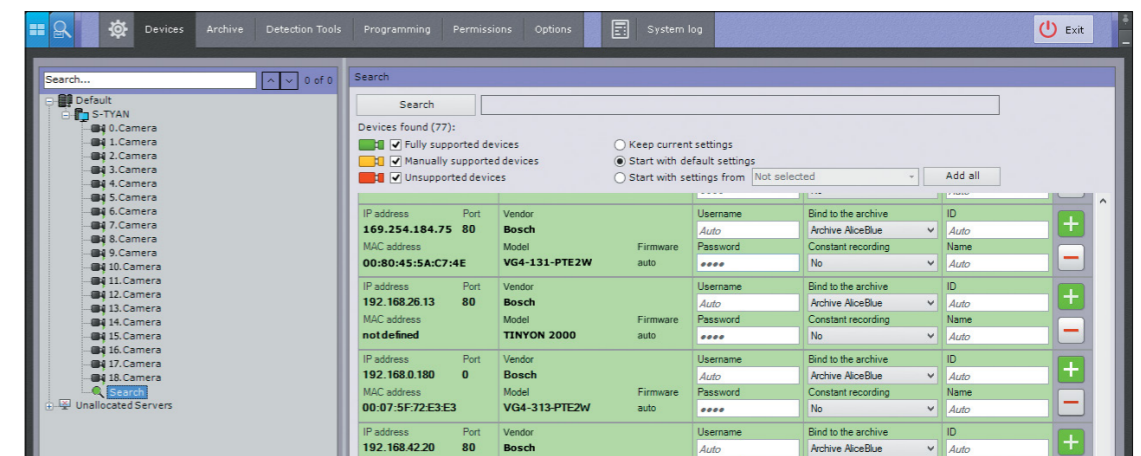 Devices Archive Detection Tools Programming Permissions Options System log Exit
Search... 0 of 0
Default
S-TYAN
0.Camera
1.Camera
2.Camera
3.Camera
4.Camera
5.Camera
6.Camera
7.Camera
8.Camera
9.Camera
10.Camera
11.Camera
12.Camera
13.Camera
14.Camera
15.Camera
16.Camera
17.Camera
18.Camera
Search
Unallocated Servers
Search
Search
Devices found (77):
Fully supported devices Keep current settings
Manually supported devices Start with default settings
Unsupported devices Start with settings from Not selected Add all
IP address Port Vendor Username Bind to the archive ID
169.254.184.75 80 Bosch Auto Archive AliceBlue Auto
MAC address Model Firmware Password Constant recording Name
00:80:45:5A:C7:4E VG4-131-PTE2W auto No Auto
IP address Port Vendor Username Bind to the archive ID
192.168.26.13 80 Bosch Auto Archive AliceBlue Auto
MAC address Model Firmware Password Constant recording Name
not defined TINYON 2000 auto No Auto
IP address Port Vendor Username Bind to the archive ID
192.168.0.180 0 Bosch Auto Archive AliceBlue Auto
MAC address Model Firmware Password Constant recording Name
00:07:5F:72:E3:E3 VG4-313-PTE2W auto No Auto
IP address Port Vendor Username Bind to the archive ID
192.168.42.20 80 Bosch Auto Archive AliceBlue Auto